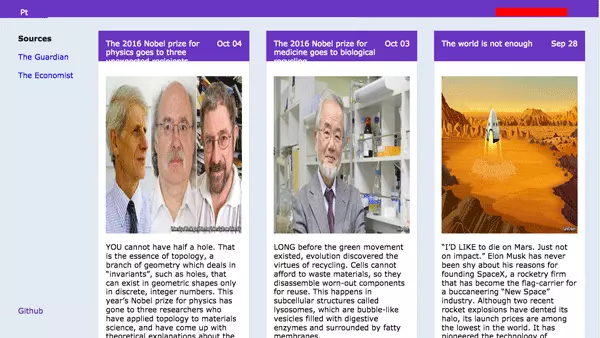 Pt
Sources
The Guardian
The Economist
Github
The 2016 Nobel prize for
physics goes to three
unexpected recipients
Oct 04
YOU cannot have half a hole. That
is the essence of topology, a
branch of geometry which deals in
“invariants”, such as holes, that
can exist in geometric shapes only
in discrete, integer numbers. This
year’s Nobel prize for physics has
gone to three researchers who
have applied topology to materials
science, and have come up with
theoretical explanations about the
The 2016 Nobel prize for
medicine goes to biological
recycling
Oct 03
LONG before the green movement
existed, evolution discovered the
virtues of recycling. Cells cannot
afford to waste materials, so they
disassemble worn-out components
for reuse. This happens in
subcellular structures called
lysosomes, which are bubble-like
vesicles filled with digestive
enzymes and surrounded by fatty
membranes.
The world is not enough
Sep 28
“I’D LIKE to die on Mars. Just not
on impact.” Elon Musk has never
been shy about his reasons for
founding SpaceX, a rocketry firm
that has become the flag-carrier for
a buccaneering “New Space”
industry. Although two recent
rocket explosions have dented its
halo, its launch prices are among
the lowest in the world. It has
pioneered the technology of